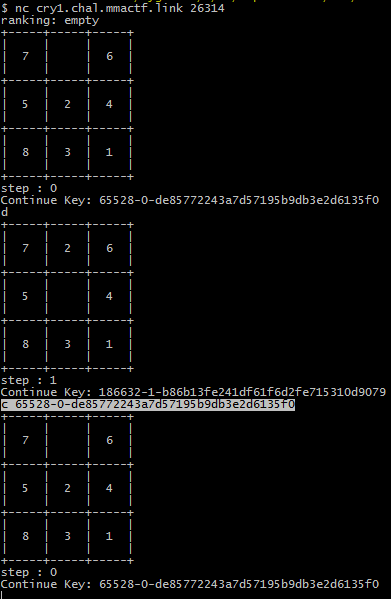 $ nc cry1.chal.mmactf.link 26314
ranking: empty
+-----+-----+-----+
|     |     |     |
|  7  |     |  6  |
|     |     |     |
+-----+-----+-----+
|     |     |     |
|  5  |  2  |  4  |
|     |     |     |
+-----+-----+-----+
|     |     |     |
|  8  |  3  |  1  |
|     |     |     |
+-----+-----+-----+
step : 0
Continue Key: 65528-0-de85772243a7d57195b9db3e2d6135f0
d
+-----+-----+-----+
|     |     |     |
|  7  |  2  |  6  |
|     |     |     |
+-----+-----+-----+
|     |     |     |
|  5  |     |  4  |
|     |     |     |
+-----+-----+-----+
|     |     |     |
|  8  |  3  |  1  |
|     |     |     |
+-----+-----+-----+
step : 1
Continue Key: 186632-1-b86b13fe241df61f6d2fe715310d9079
c 65528-0-de85772243a7d57195b9db3e2d6135f0
+-----+-----+-----+
|     |     |     |
|  7  |     |  6  |
|     |     |     |
+-----+-----+-----+
|     |     |     |
|  5  |  2  |  4  |
|     |     |     |
+-----+-----+-----+
|     |     |     |
|  8  |  3  |  1  |
|     |     |     |
+-----+-----+-----+
step : 0
Continue Key: 65528-0-de85772243a7d57195b9db3e2d6135f0